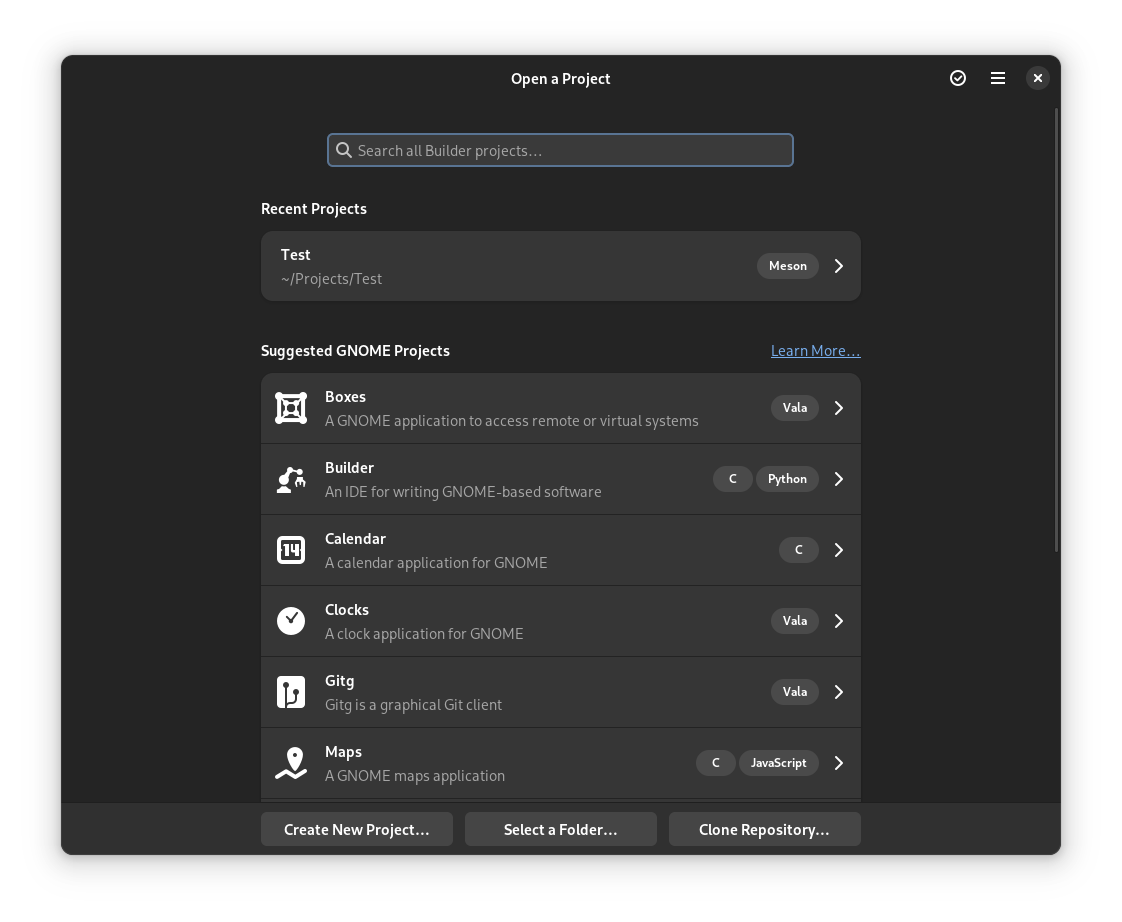 Open a Project
Search all Builder projects…
Recent Projects
Test
~/Projects/Test
Meson
Suggested GNOME Projects
Learn More…
Boxes
A GNOME application to access remote or virtual systems
Vala
Builder
An IDE for writing GNOME-based software
C
Python
Calendar
A calendar application for GNOME
C
14
Clocks
A clock application for GNOME
Vala
Gitg
Gitg is a graphical Git client
Vala
Maps
A GNOME maps application
C
JavaScript
Create New Project…
Select a Folder…
Clone Repository…